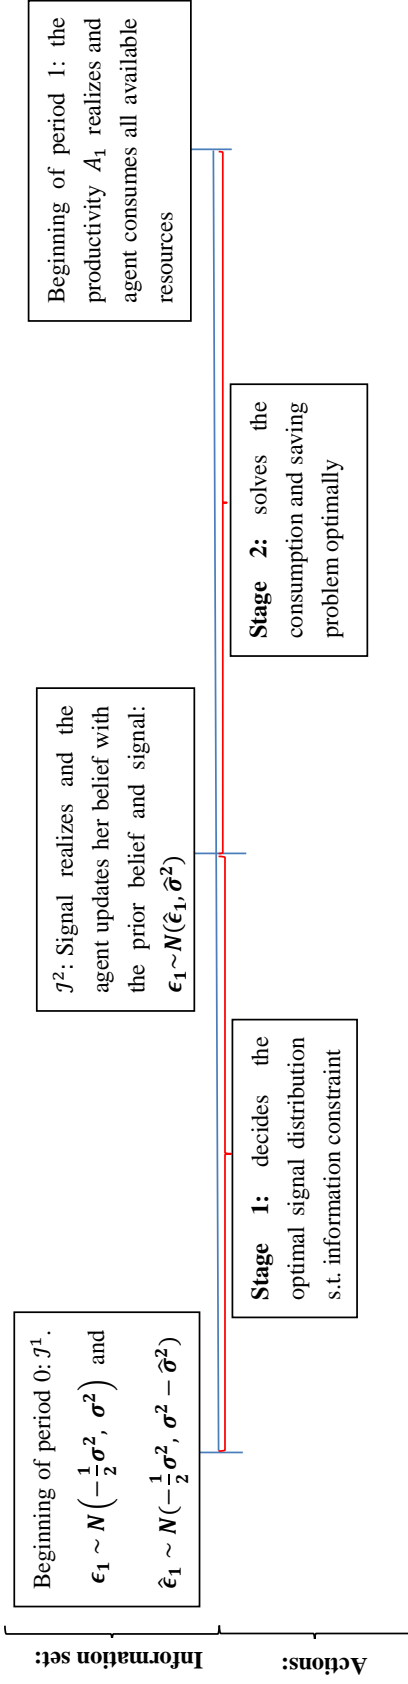 Information set:
Beginning of period 0: 𝒥¹.
ϵ₁ ~ N(−½σ², σ²) and
ϵ̂₁ ~ N(−½σ², σ² − σ̂²)
𝒥²: Signal realizes and the
agent updates her belief with
the prior belief and signal:
ϵ₁~N(ϵ̂₁, σ̂²)
Beginning of period 1: the
productivity A₁ realizes and
agent consumes all available
resources
Actions:
Stage 1: decides the
optimal signal distribution
s.t. information constraint
Stage 2: solves the
consumption and saving
problem optimally